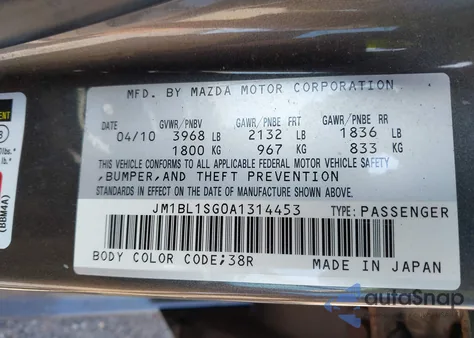 MFD. BY MAZDA MOTOR CORPORATION
DATE GVWR/PNBV GAWR/PNBE FRT GAWR/PNBE RR
04/10 3968 LB 2132 LB 1836 LB
1800 KG 967 KG 833 KG
THIS VEHICLE CONFORMS TO ALL APPLICABLE FEDERAL MOTOR VEHICLE SAFETY
,BUMPER,AND THEFT PREVENTION
STANDARDS IN EFFECT ON DATE OF MANUFACTURE SHOWN ABOVE.
JM1BL1SG0A1314453 TYPE:PASSENGER
BODY COLOR CODE;38R MADE IN JAPAN
(BBM4A)
autoSnap